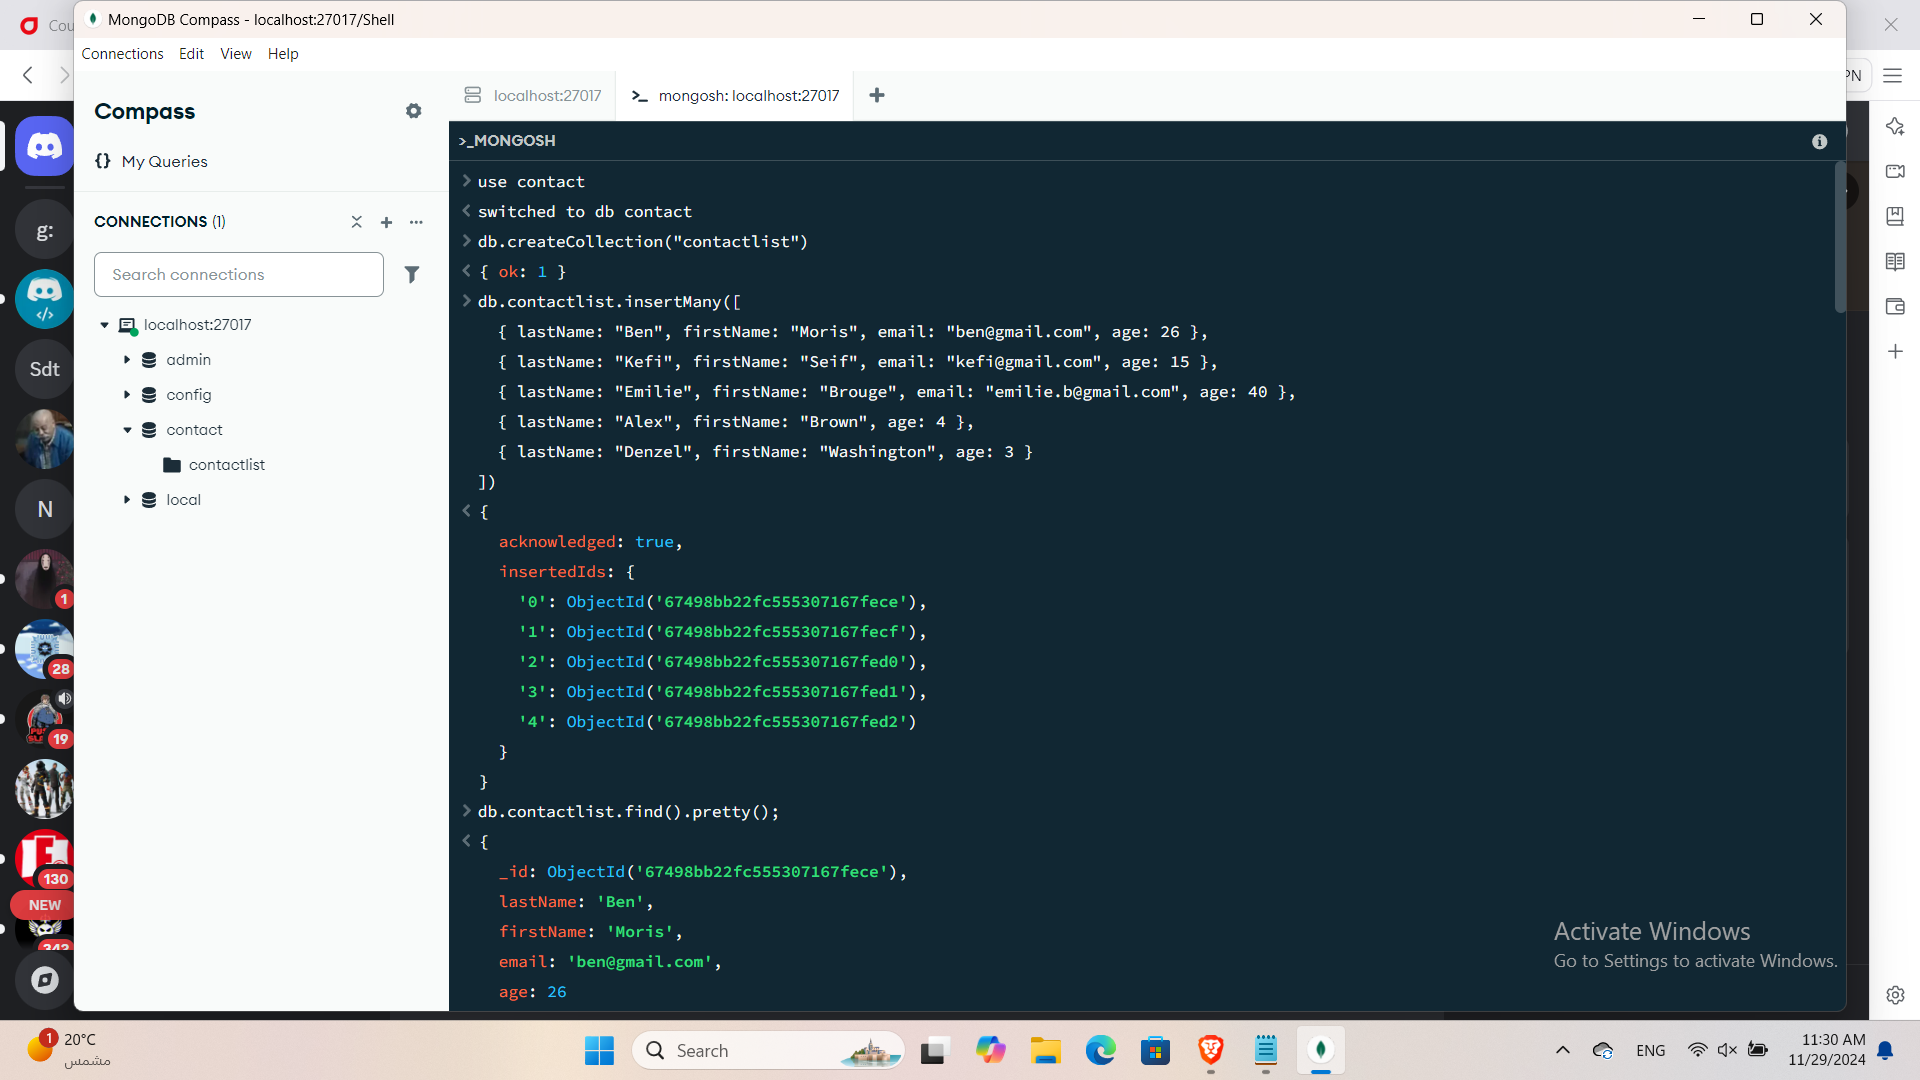 Cou
MongoDB Compass - localhost:27017/Shell
Connections Edit View Help
PN
Compass
localhost:27017
mongosh: localhost:27017
My Queries
>_MONGOSH
CONNECTIONS (1)
Search connections
localhost:27017
admin
config
contact
contactlist
local
> use contact
< switched to db contact
> db.createCollection("contactlist")
< { ok: 1 }
> db.contactlist.insertMany([
{ lastName: "Ben", firstName: "Moris", email: "ben@gmail.com", age: 26 },
{ lastName: "Kefi", firstName: "Seif", email: "kefi@gmail.com", age: 15 },
{ lastName: "Emilie", firstName: "Brouge", email: "emilie.b@gmail.com", age: 40 },
{ lastName: "Alex", firstName: "Brown", age: 4 },
{ lastName: "Denzel", firstName: "Washington", age: 3 }
])
< {
acknowledged: true,
insertedIds: {
'0': ObjectId('67498bb22fc555307167fece'),
'1': ObjectId('67498bb22fc555307167fecf'),
'2': ObjectId('67498bb22fc555307167fed0'),
'3': ObjectId('67498bb22fc555307167fed1'),
'4': ObjectId('67498bb22fc555307167fed2')
}
}
> db.contactlist.find().pretty();
< {
_id: ObjectId('67498bb22fc555307167fece'),
lastName: 'Ben',
firstName: 'Moris',
email: 'ben@gmail.com',
age: 26
g:
Sdt
N
1
28
19
130
NEW
342
Activate Windows
Go to Settings to activate Windows.
1
20°C
مشمس
Search
ENG
11:30 AM
11/29/2024